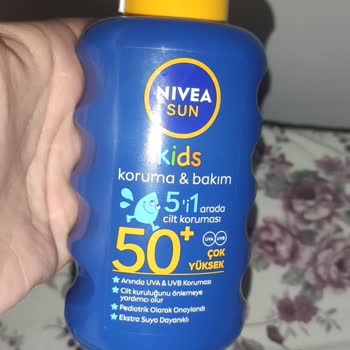 NIVEA
SUN
kids
koruma & bakım
5'i1 arada
cilt koruması
50+
UVA UVB
ÇOK
YÜKSEK
Anında UVA & UVB Koruması
Cilt kuruluğunu önlemeye
yardımcı olur
Pediatrik Olarak Onaylandı
Ekstra Suya Dayanıklı